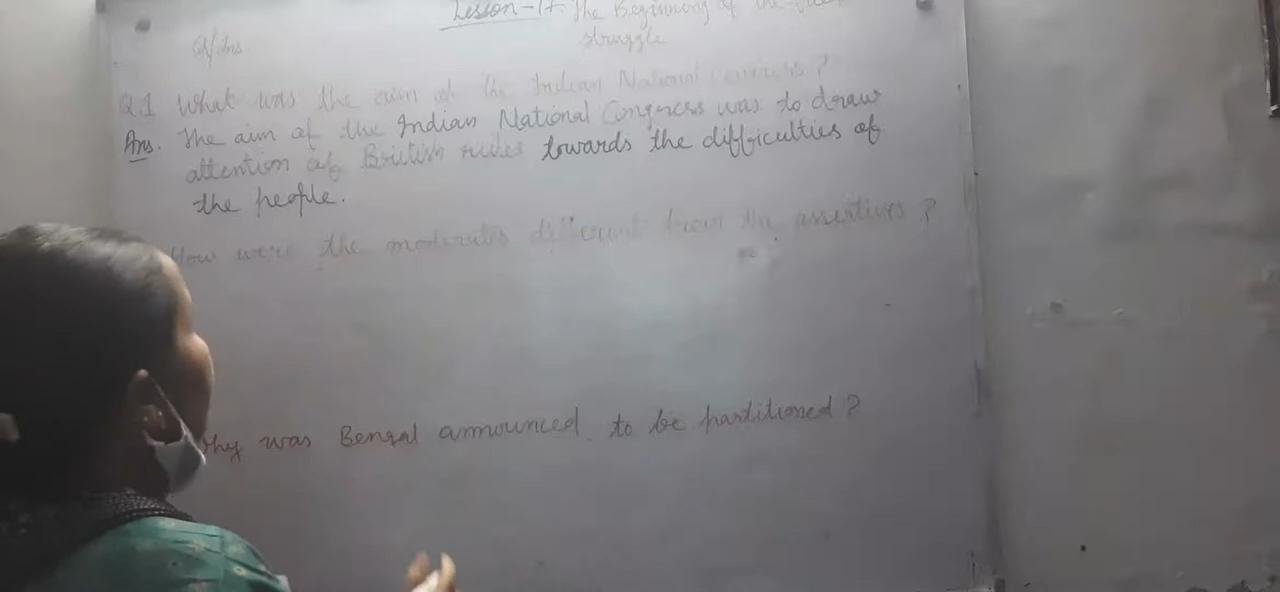 Lesson-17. The Beginning of the
struggle
Q/Ans.
Q.1 What was the aim of the Indian National Congress?
Ans. The aim of the Indian National Congress was to draw
attention of British rules towards the difficulties of
the people.
How were the moderates different from the assertives?
Why was Bengal announced to be partitioned?